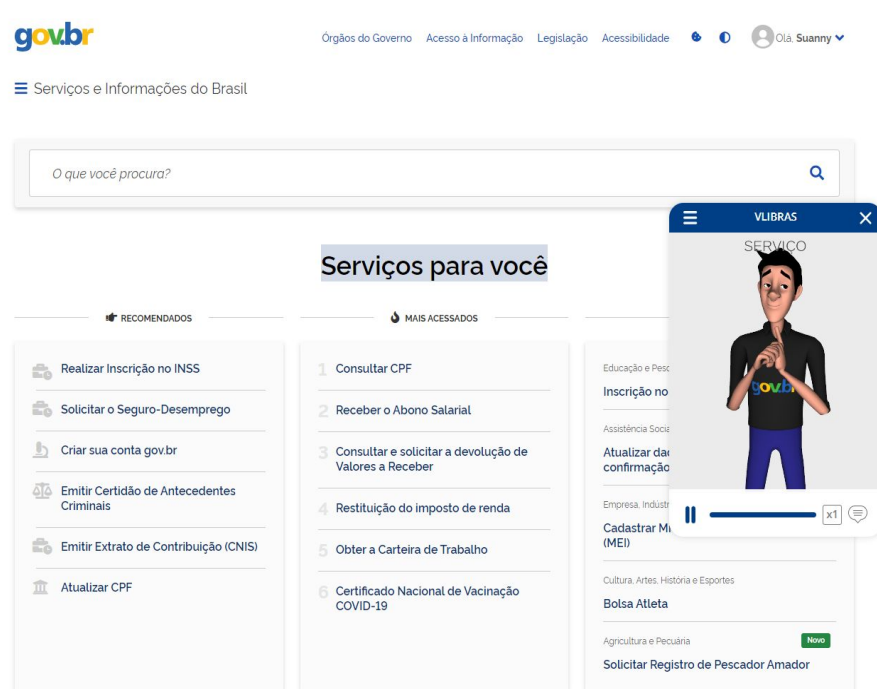 gov.br
Órgãos do Governo Acesso à Informação Legislação Acessibilidade Olá, Suanny
Serviços e Informações do Brasil
O que você procura?
VLIBRAS
SERVIÇO
gov.br
x1
Serviços para você
RECOMENDADOS
Realizar Inscrição no INSS
Solicitar o Seguro-Desemprego
Criar sua conta gov.br
Emitir Certidão de Antecedentes
Criminais
Emitir Extrato de Contribuição (CNIS)
Atualizar CPF
MAIS ACESSADOS
1 Consultar CPF
2 Receber o Abono Salarial
3 Consultar e solicitar a devolução de
Valores a Receber
4 Restituição do imposto de renda
5 Obter a Carteira de Trabalho
6 Certificado Nacional de Vacinação
COVID-19
Educação e
Inscrição no
Assistência
Atualizar
confirmação
Empresa,
Cadastrar
(MEI)
Cultura, Artes, História e Esportes
Bolsa Atleta
Agricultura e Pecuária Novo
Solicitar Registro de Pescador Amador